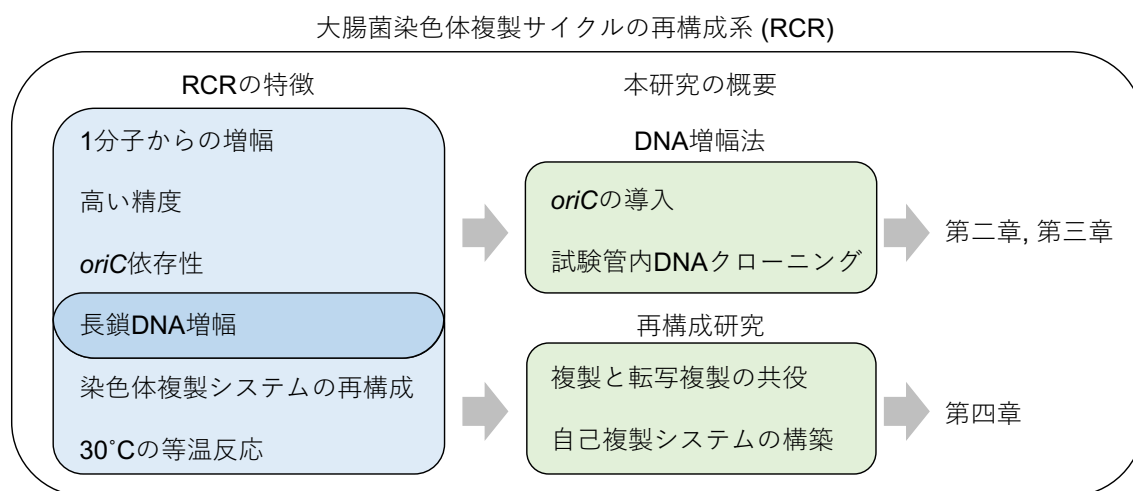 大腸菌染色体複製サイクルの再構成系 (RCR)
RCRの特徴
1分子からの増幅
高い精度
oriC依存性
長鎖DNA増幅
染色体複製システムの再構成
30˚Cの等温反応
本研究の概要
DNA増幅法
oriCの導入
試験管内DNAクローニング
第二章, 第三章
再構成研究
複製と転写複製の共役
自己複製システムの構築
第四章